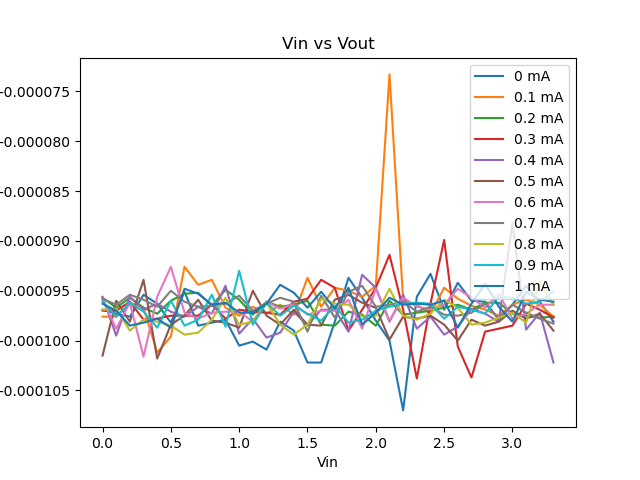 Vin vs Vout
-0.000075
-0.000080
-0.000085
-0.000090
-0.000095
-0.000100
-0.000105
0.0 0.5 1.0 1.5 2.0 2.5 3.0
Vin
0 mA
0.1 mA
0.2 mA
0.3 mA
0.4 mA
0.5 mA
0.6 mA
0.7 mA
0.8 mA
0.9 mA
1 mA